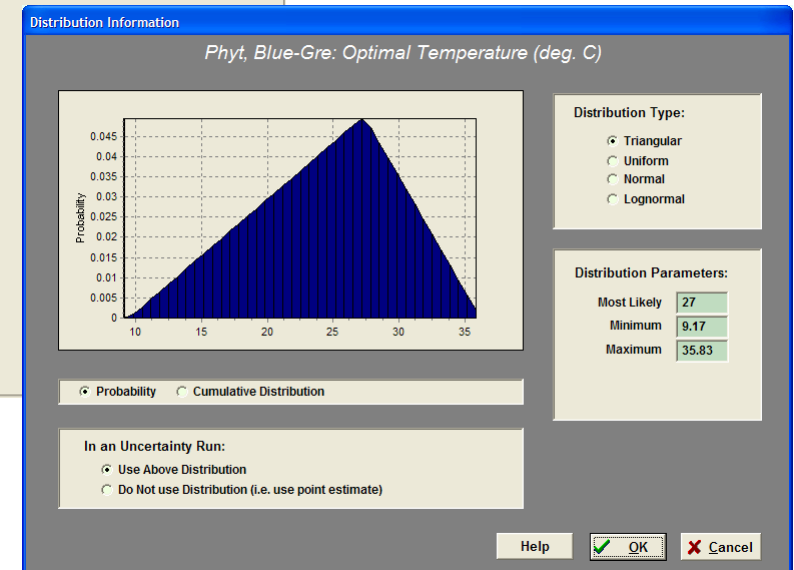 Distribution Information
Phyt, Blue-Gre: Optimal Temperature (deg. C)
Probability
0.045
0.04
0.035
0.03
0.025
0.02
0.015
0.01
0.005
0
10 15 20 25 30 35
Distribution Type:
Triangular
Uniform
Normal
Lognormal
Distribution Parameters:
Most Likely 27
Minimum 9.17
Maximum 35.83
Probability Cumulative Distribution
In an Uncertainty Run:
Use Above Distribution
Do Not use Distribution (i.e. use point estimate)
Help OK Cancel